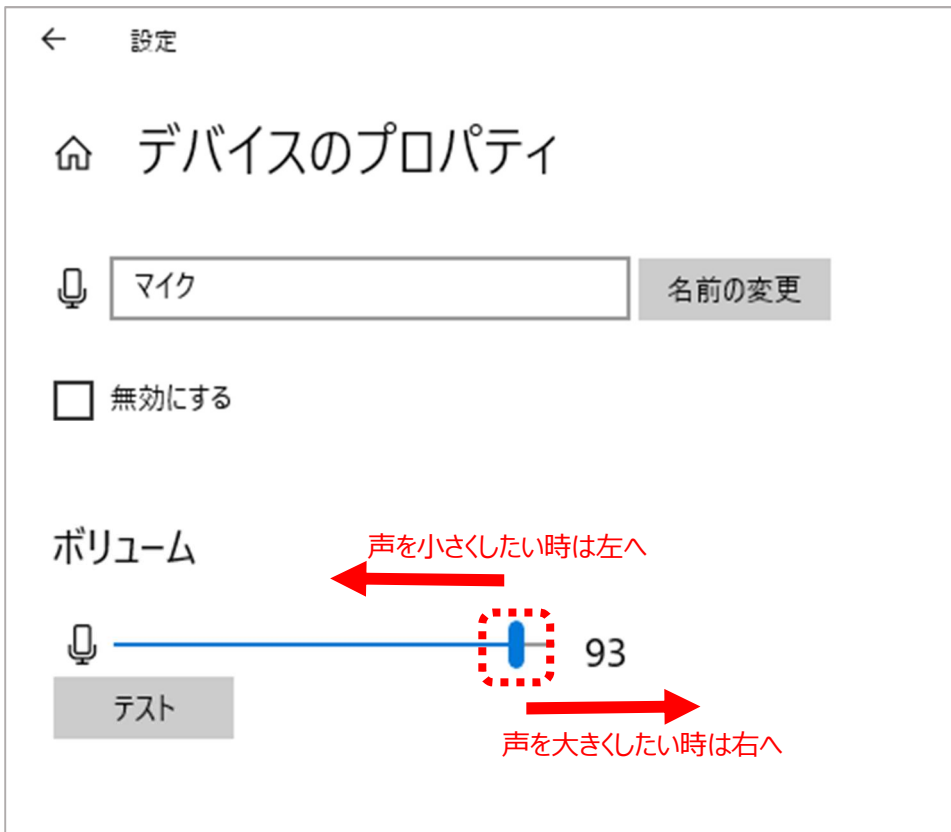 設定
デバイスのプロパティ
マイク
名前の変更
無効にする
ボリューム
声を小さくしたい時は左へ
93
テスト
声を大きくしたい時は右へ